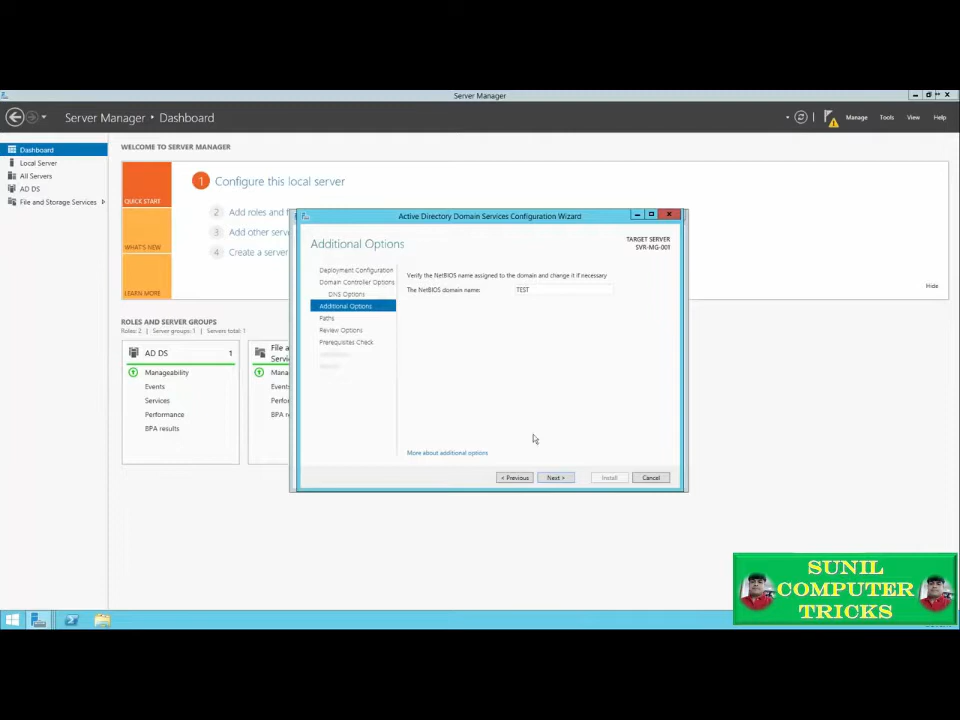 Server Manager
Server Manager • Dashboard
Manage Tools View Help
Dashboard
Local Server
All Servers
AD DS
File and Storage Services
WELCOME TO SERVER MANAGER
QUICK START
WHAT'S NEW
LEARN MORE
1 Configure this local server
2 Add roles and f
3 Add other serv
4 Create a server
Hide
ROLES AND SERVER GROUPS
Roles: 2 | Server groups: 1 | Servers total: 1
AD DS 1
Manageability
Events
Services
Performance
BPA results
File a
Servi
Mana
Event
Perfo
BPA r
Active Directory Domain Services Configuration Wizard
Additional Options
TARGET SERVER
SVR-MG-001
Deployment Configuration
Domain Controller Options
DNS Options
Additional Options
Paths
Review Options
Prerequisites Check
Verify the NetBIOS name assigned to the domain and change it if necessary
The NetBIOS domain name: TEST
More about additional options
< Previous Next > Install Cancel
SUNIL
COMPUTER
TRICKS